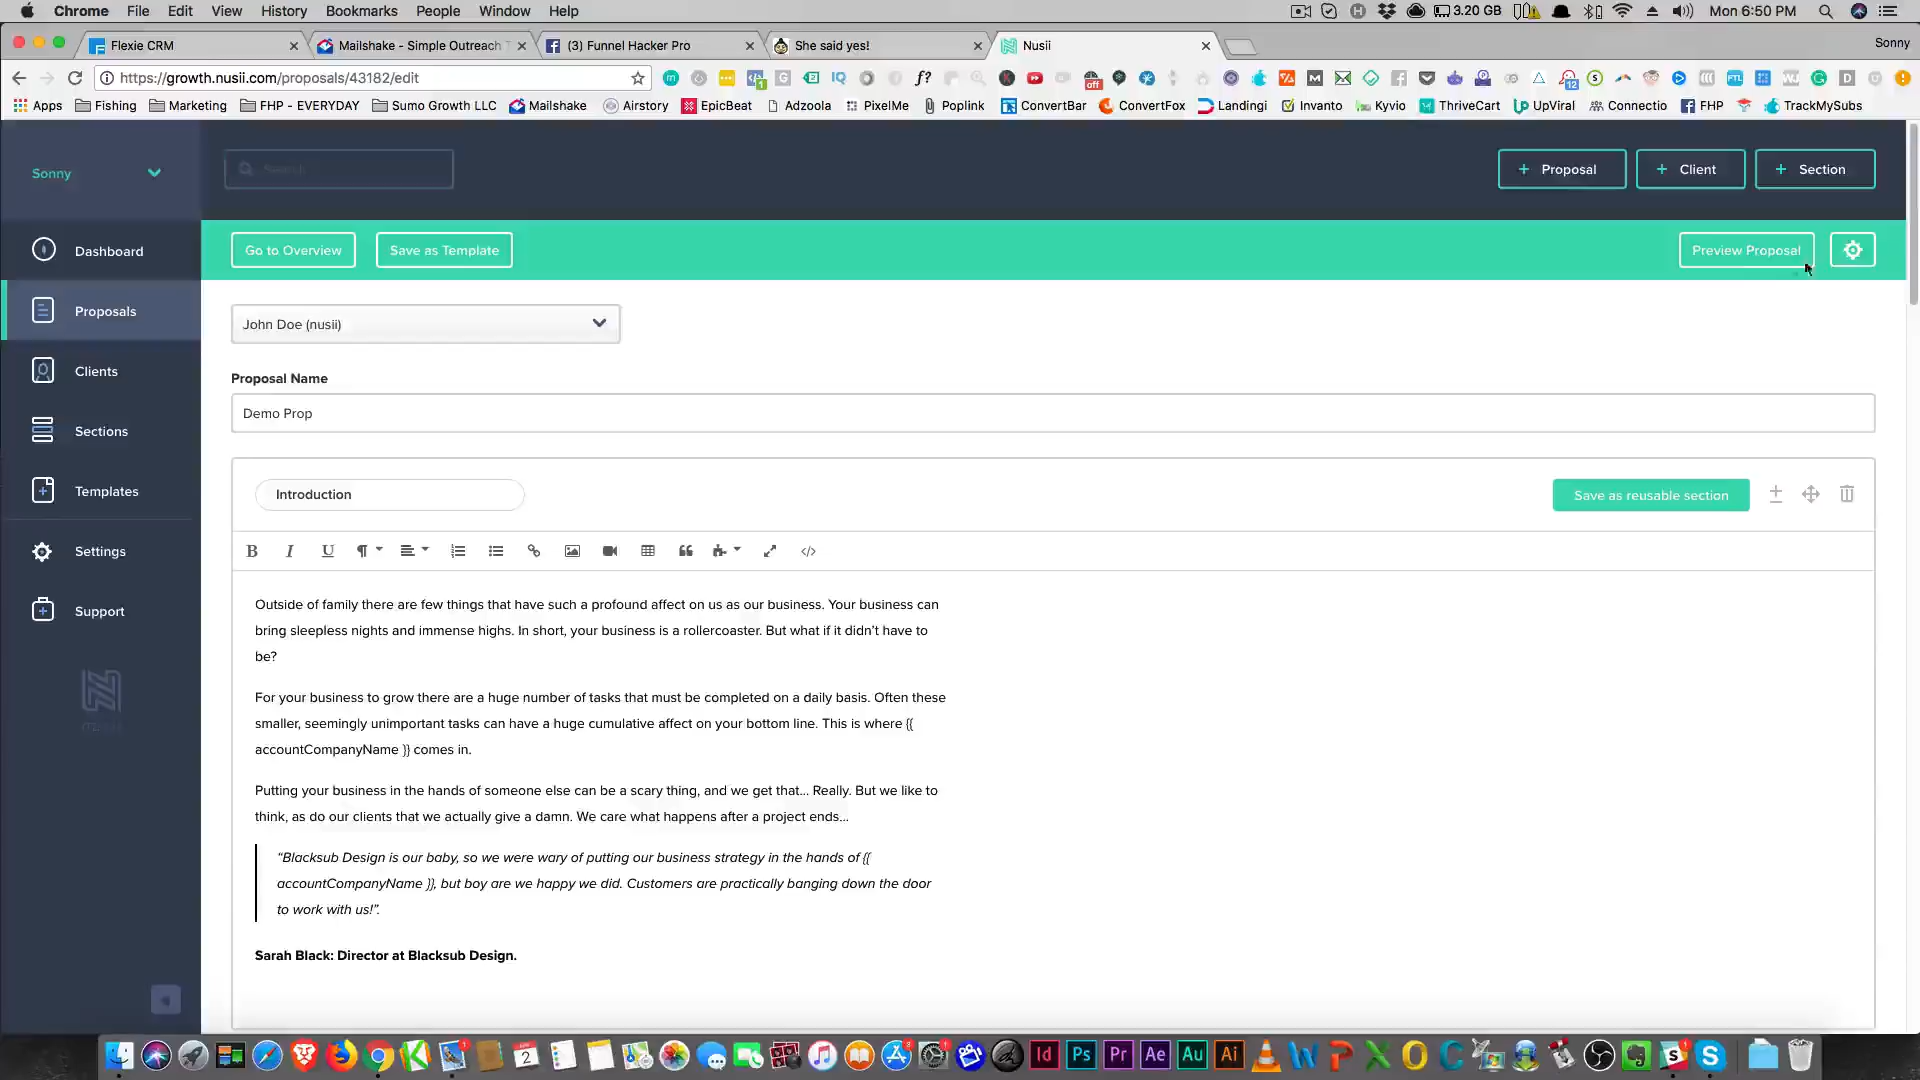 Chrome File Edit View History Bookmarks People Window Help 3.20 GB Mon 6:50 PM
Flexie CRM Mailshake - Simple Outreach T (3) Funnel Hacker Pro She said yes! Nusii Sonny
https://growth.nusii.com/proposals/43182/edit
Apps Fishing Marketing FHP - EVERYDAY Sumo Growth LLC Mailshake Airstory EpicBeat Adzoola PixelMe Poplink ConvertBar ConvertFox Landingi Invanto Kyvio ThriveCart UpViral Connectio FHP TrackMySubs
Sonny
Search
+ Proposal + Client + Section
Go to Overview Save as Template Preview Proposal
Dashboard
Proposals
Clients
Sections
Templates
Settings
Support
John Doe (nusii)
Proposal Name
Demo Prop
Introduction
Save as reusable section
B I U
Outside of family there are few things that have such a profound affect on us as our business. Your business can
bring sleepless nights and immense highs. In short, your business is a rollercoaster. But what if it didn't have to
be?
For your business to grow there are a huge number of tasks that must be completed on a daily basis. Often these
smaller, seemingly unimportant tasks can have a huge cumulative affect on your bottom line. This is where {{
accountCompanyName }} comes in.
Putting your business in the hands of someone else can be a scary thing, and we get that... Really. But we like to
think, as do our clients that we actually give a damn. We care what happens after a project ends...
“Blacksub Design is our baby, so we were wary of putting our business strategy in the hands of {{
accountCompanyName }}, but boy are we happy we did. Customers are practically banging down the door
to work with us!”.
Sarah Black: Director at Blacksub Design.
2 Id Ps Pr Ae Au Ai